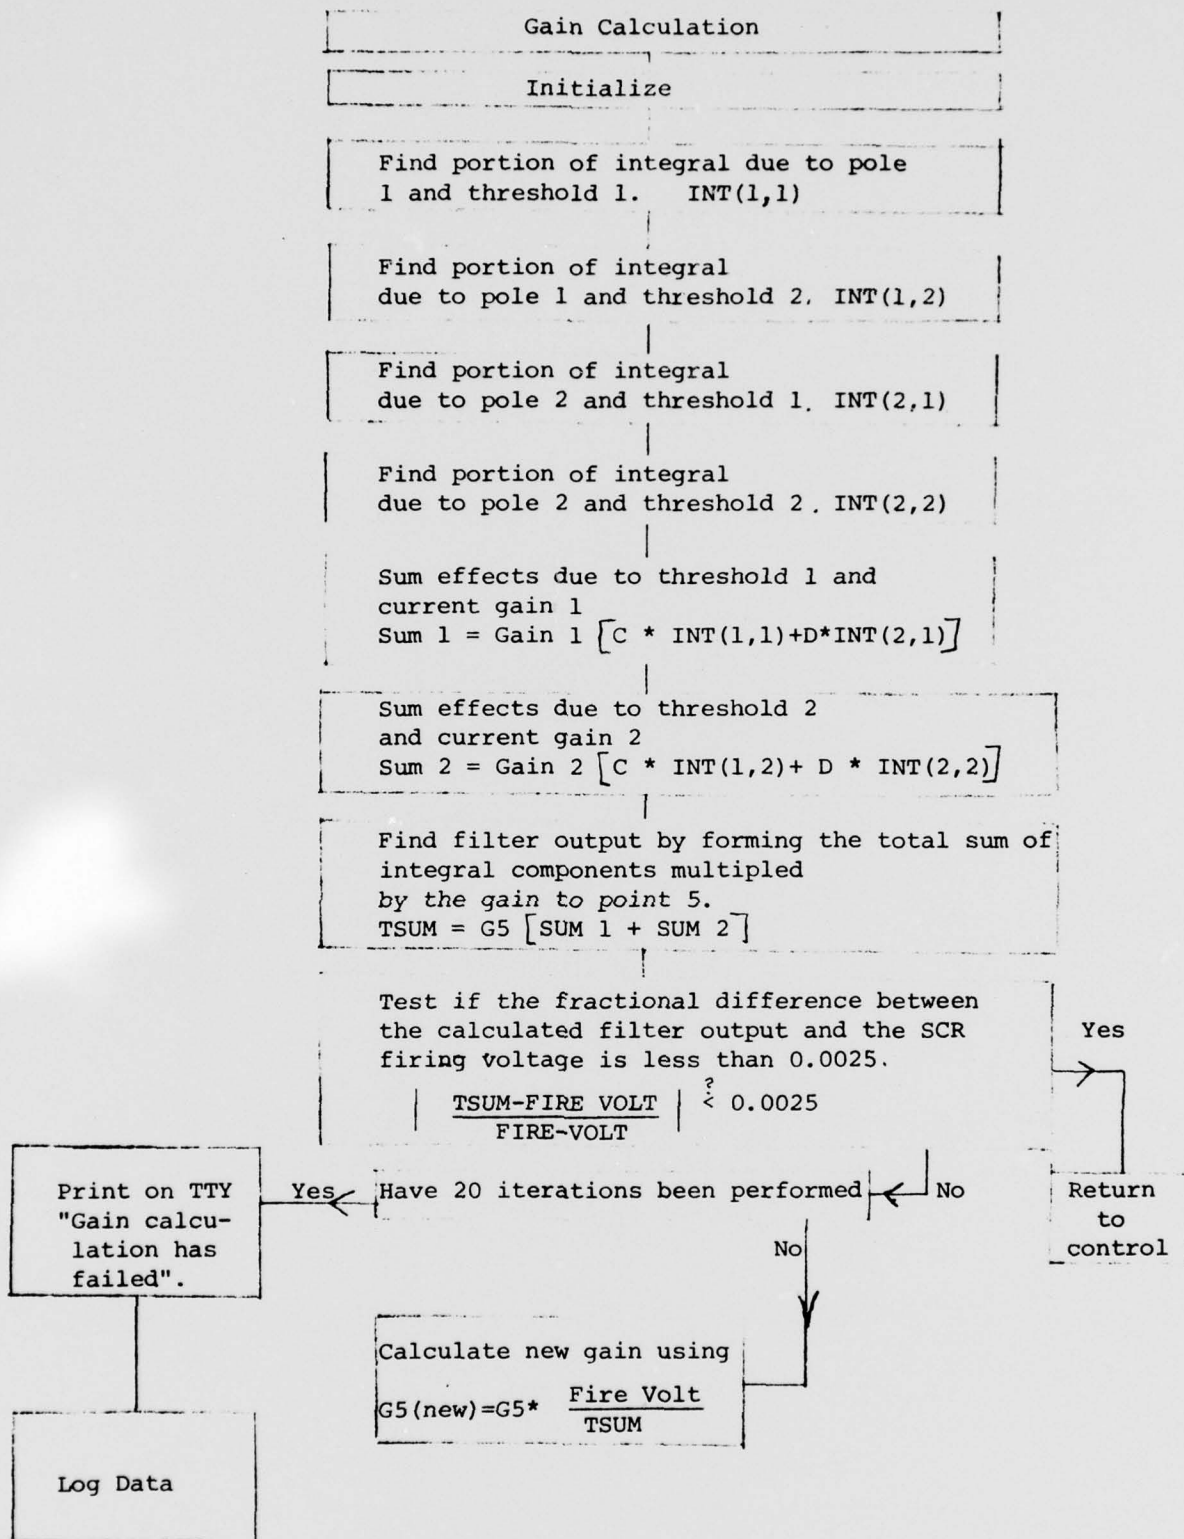 Gain Calculation
Initialize
Find portion of integral due to pole
1 and threshold 1. INT(1,1)
Find portion of integral
due to pole 1 and threshold 2. INT(1,2)
Find portion of integral
due to pole 2 and threshold 1. INT(2,1)
Find portion of integral
due to pole 2 and threshold 2. INT(2,2)
Sum effects due to threshold 1 and
current gain 1
Sum 1 = Gain 1 [C * INT(1,1)+D*INT(2,1)]
Sum effects due to threshold 2
and current gain 2
Sum 2 = Gain 2 [C * INT(1,2)+ D * INT(2,2)]
Find filter output by forming the total sum of
integral components multipled
by the gain to point 5.
TSUM = G5 [SUM 1 + SUM 2]
Test if the fractional difference between
the calculated filter output and the SCR
firing voltage is less than 0.0025.
Yes
| TSUM-FIRE VOLT | ?< 0.0025
FIRE-VOLT
Have 20 iterations been performed
No
Yes
Print on TTY
"Gain calcu-
lation has
failed".
Return
to
control
No
Calculate new gain using
G5(new)=G5* Fire Volt
TSUM
Log Data